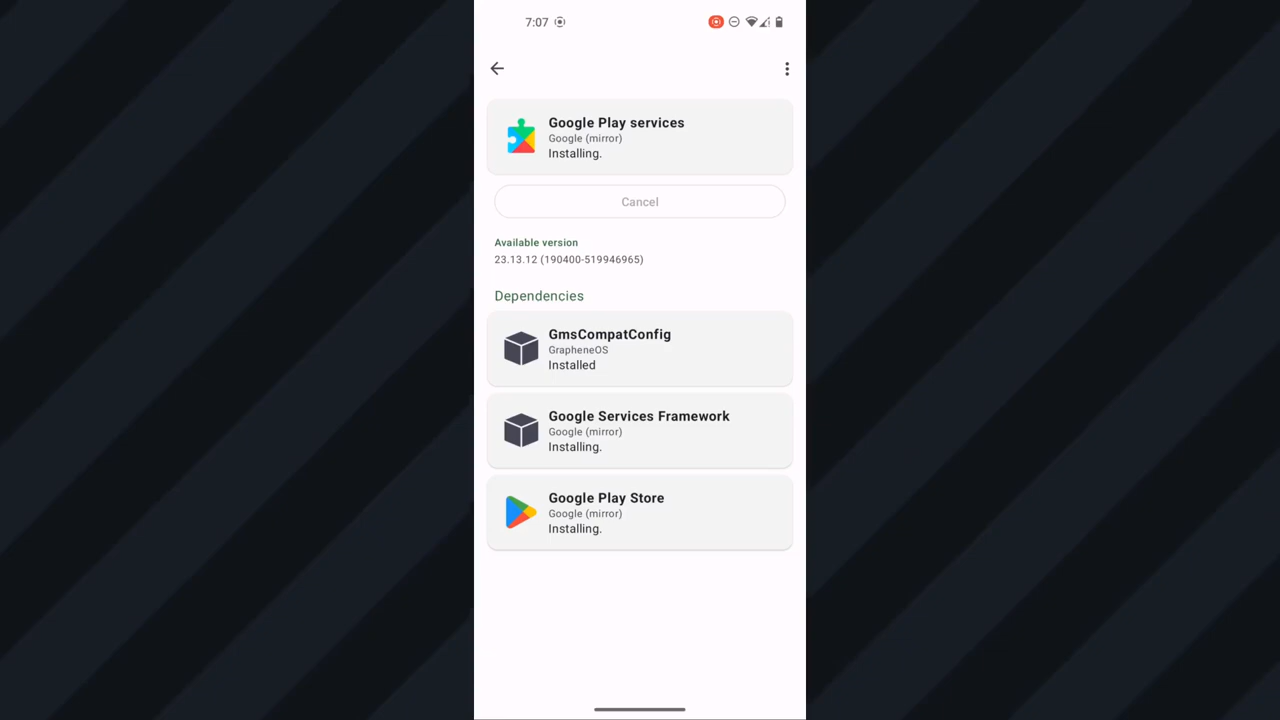 7:07
Google Play services
Google (mirror)
Installing.
Cancel
Available version
23.13.12 (190400-519946965)
Dependencies
GmsCompatConfig
GrapheneOS
Installed
Google Services Framework
Google (mirror)
Installing.
Google Play Store
Google (mirror)
Installing.